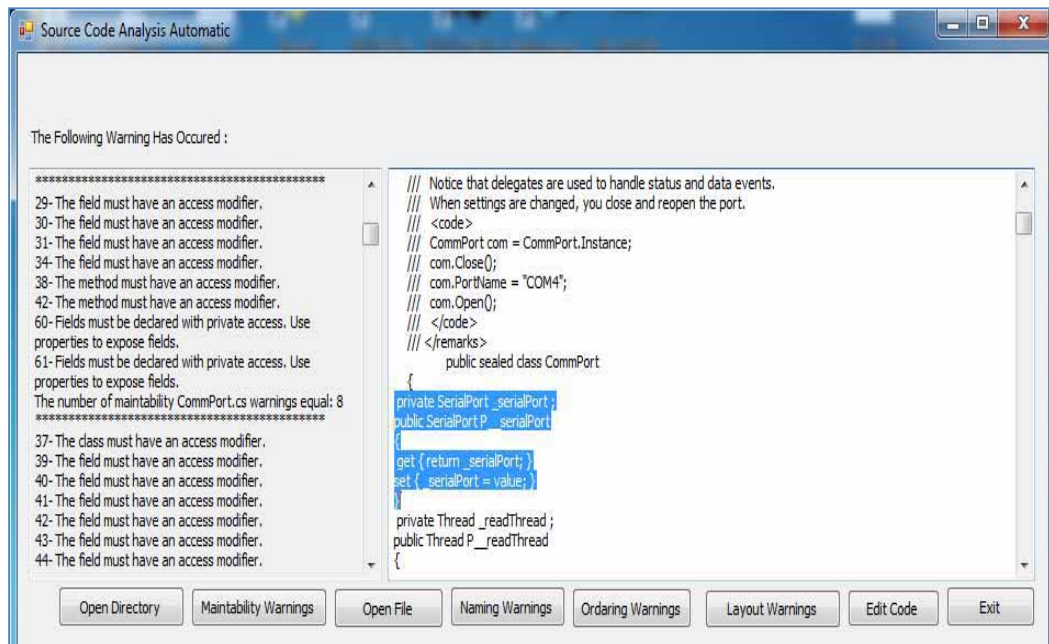 Source Code Analysis Automatic
The Following Warning Has Occured :
********************************************
29- The field must have an access modifier.
30- The field must have an access modifier.
31- The field must have an access modifier.
34- The field must have an access modifier.
38- The method must have an access modifier.
42- The method must have an access modifier.
60- Fields must be declared with private access. Use
properties to expose fields.
61- Fields must be declared with private access. Use
properties to expose fields.
The number of maintability CommPort.cs warnings equal: 8
********************************************
37- The class must have an access modifier.
39- The field must have an access modifier.
40- The field must have an access modifier.
41- The field must have an access modifier.
42- The field must have an access modifier.
43- The field must have an access modifier.
44- The field must have an access modifier.
/// Notice that delegates are used to handle status and data events.
/// When settings are changed, you close and reopen the port.
/// <code>
/// CommPort com = CommPort.Instance;
/// com.Close();
/// com.PortName = "COM4";
/// com.Open();
/// </code>
/// </remarks>
public sealed class CommPort
{
private SerialPort _serialPort ;
public SerialPort P__serialPort
{
get { return _serialPort; }
set { _serialPort = value; }
}
private Thread _readThread ;
public Thread P__readThread
{
Open Directory
Maintability Warnings
Open File
Naming Warnings
Ordaring Warnings
Layout Warnings
Edit Code
Exit